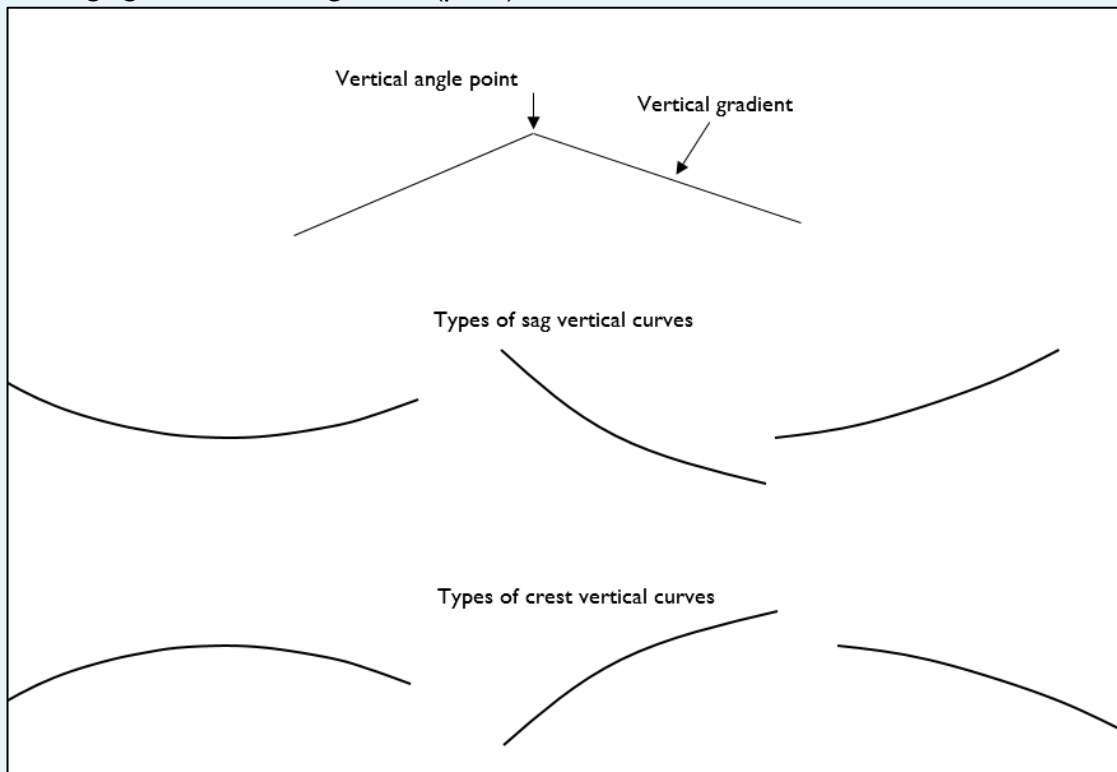 Vertical angle point
Vertical gradient
Types of sag vertical curves
Types of crest vertical curves